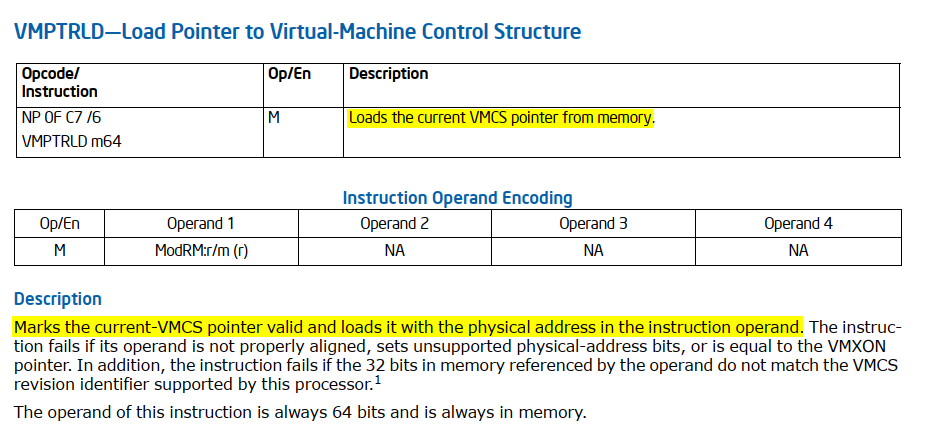 VMPTRLD—Load Pointer to Virtual-Machine Control Structure
Opcode/ Op/En Description
Instruction
NP 0F C7 /6 M Loads the current VMCS pointer from memory.
VMPTRLD m64
Instruction Operand Encoding
Op/En Operand 1 Operand 2 Operand 3 Operand 4
M ModRM:r/m (r) NA NA NA
Description
Marks the current-VMCS pointer valid and loads it with the physical address in the instruction operand. The instruc-
tion fails if its operand is not properly aligned, sets unsupported physical-address bits, or is equal to the VMXON
pointer. In addition, the instruction fails if the 32 bits in memory referenced by the operand do not match the VMCS
revision identifier supported by this processor.1
The operand of this instruction is always 64 bits and is always in memory.